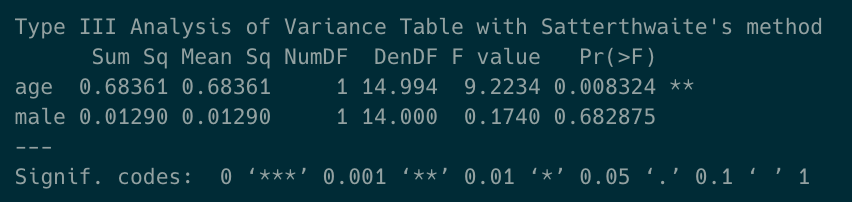 Type III Analysis of Variance Table with Satterthwaite's method
      Sum Sq Mean Sq NumDF  DenDF F value   Pr(>F)
age  0.68361 0.68361     1 14.994  9.2234 0.008324 **
male 0.01290 0.01290     1 14.000  0.1740 0.682875
---
Signif. codes:  0 ‘***’ 0.001 ‘**’ 0.01 ‘*’ 0.05 ‘.’ 0.1 ‘ ’ 1